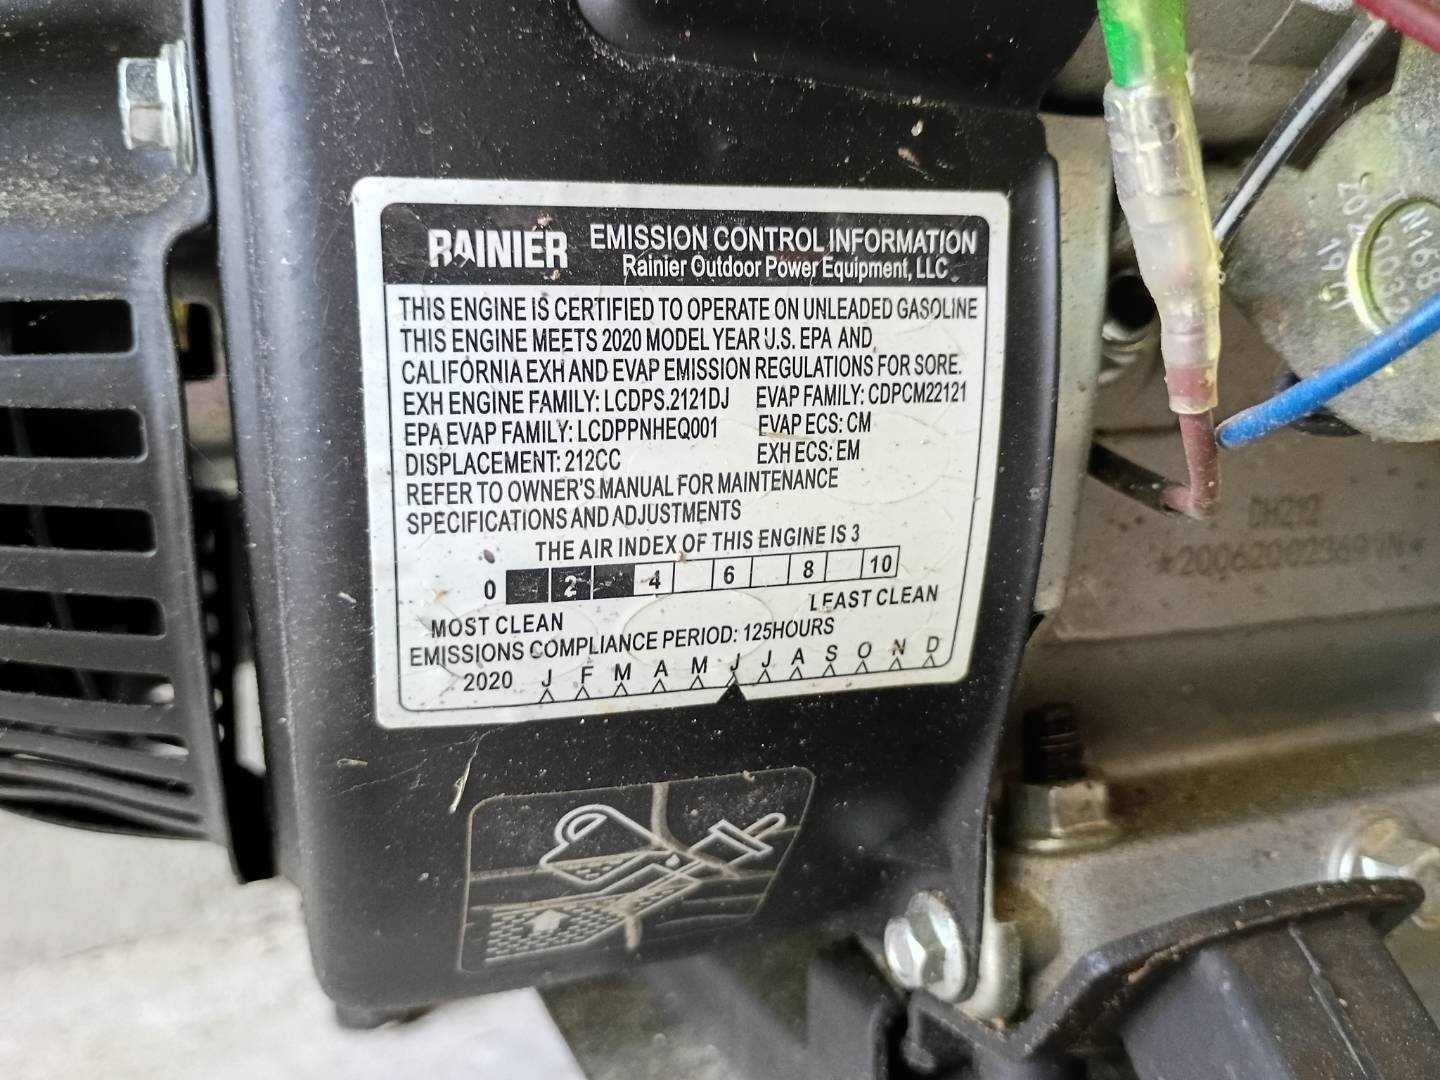 RAINIER EMISSION CONTROL INFORMATION
Rainier Outdoor Power Equipment, LLC
THIS ENGINE IS CERTIFIED TO OPERATE ON UNLEADED GASOLINE
THIS ENGINE MEETS 2020 MODEL YEAR U.S. EPA AND
CALIFORNIA EXH AND EVAP EMISSION REGULATIONS FOR SORE.
EXH ENGINE FAMILY: LCDPS.2121DJ EVAP FAMILY: CDPCM22121
EPA EVAP FAMILY: LCDPPNHEQ001 EVAP ECS: CM
DISPLACEMENT: 212CC EXH ECS: EM
REFER TO OWNER'S MANUAL FOR MAINTENANCE
SPECIFICATIONS AND ADJUSTMENTS
THE AIR INDEX OF THIS ENGINE IS 3
0 2 4 6 8 10
MOST CLEAN LEAST CLEAN
EMISSIONS COMPLIANCE PERIOD: 125HOURS
2020 J F M A M J J A S O N D
DH212